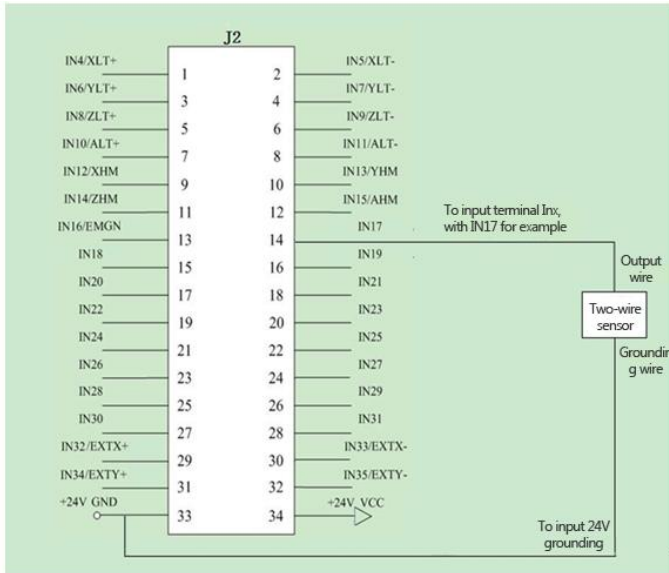 J2
IN4/XLT+ 1 2 IN5/XLT-
IN6/YLT+ 3 4 IN7/YLT-
IN8/ZLT+ 5 6 IN9/ZLT-
IN10/ALT+ 7 8 IN11/ALT-
IN12/XHM 9 10 IN13/YHM
IN14/ZHM 11 12 IN15/AHM
IN16/EMGN 13 14 IN17
IN18 15 16 IN19
IN20 17 18 IN21
IN22 19 20 IN23
IN24 21 22 IN25
IN26 23 24 IN27
IN28 25 26 IN29
IN30 27 28 IN31
IN32/EXTX+ 29 30 IN33/EXTX-
IN34/EXTY+ 31 32 IN35/EXTY-
+24V GND 33 34 +24V VCC
To input terminal Inx,
with IN17 for example
Output
wire
Two-wire
sensor
Groundin
g wire
To input 24V
grounding